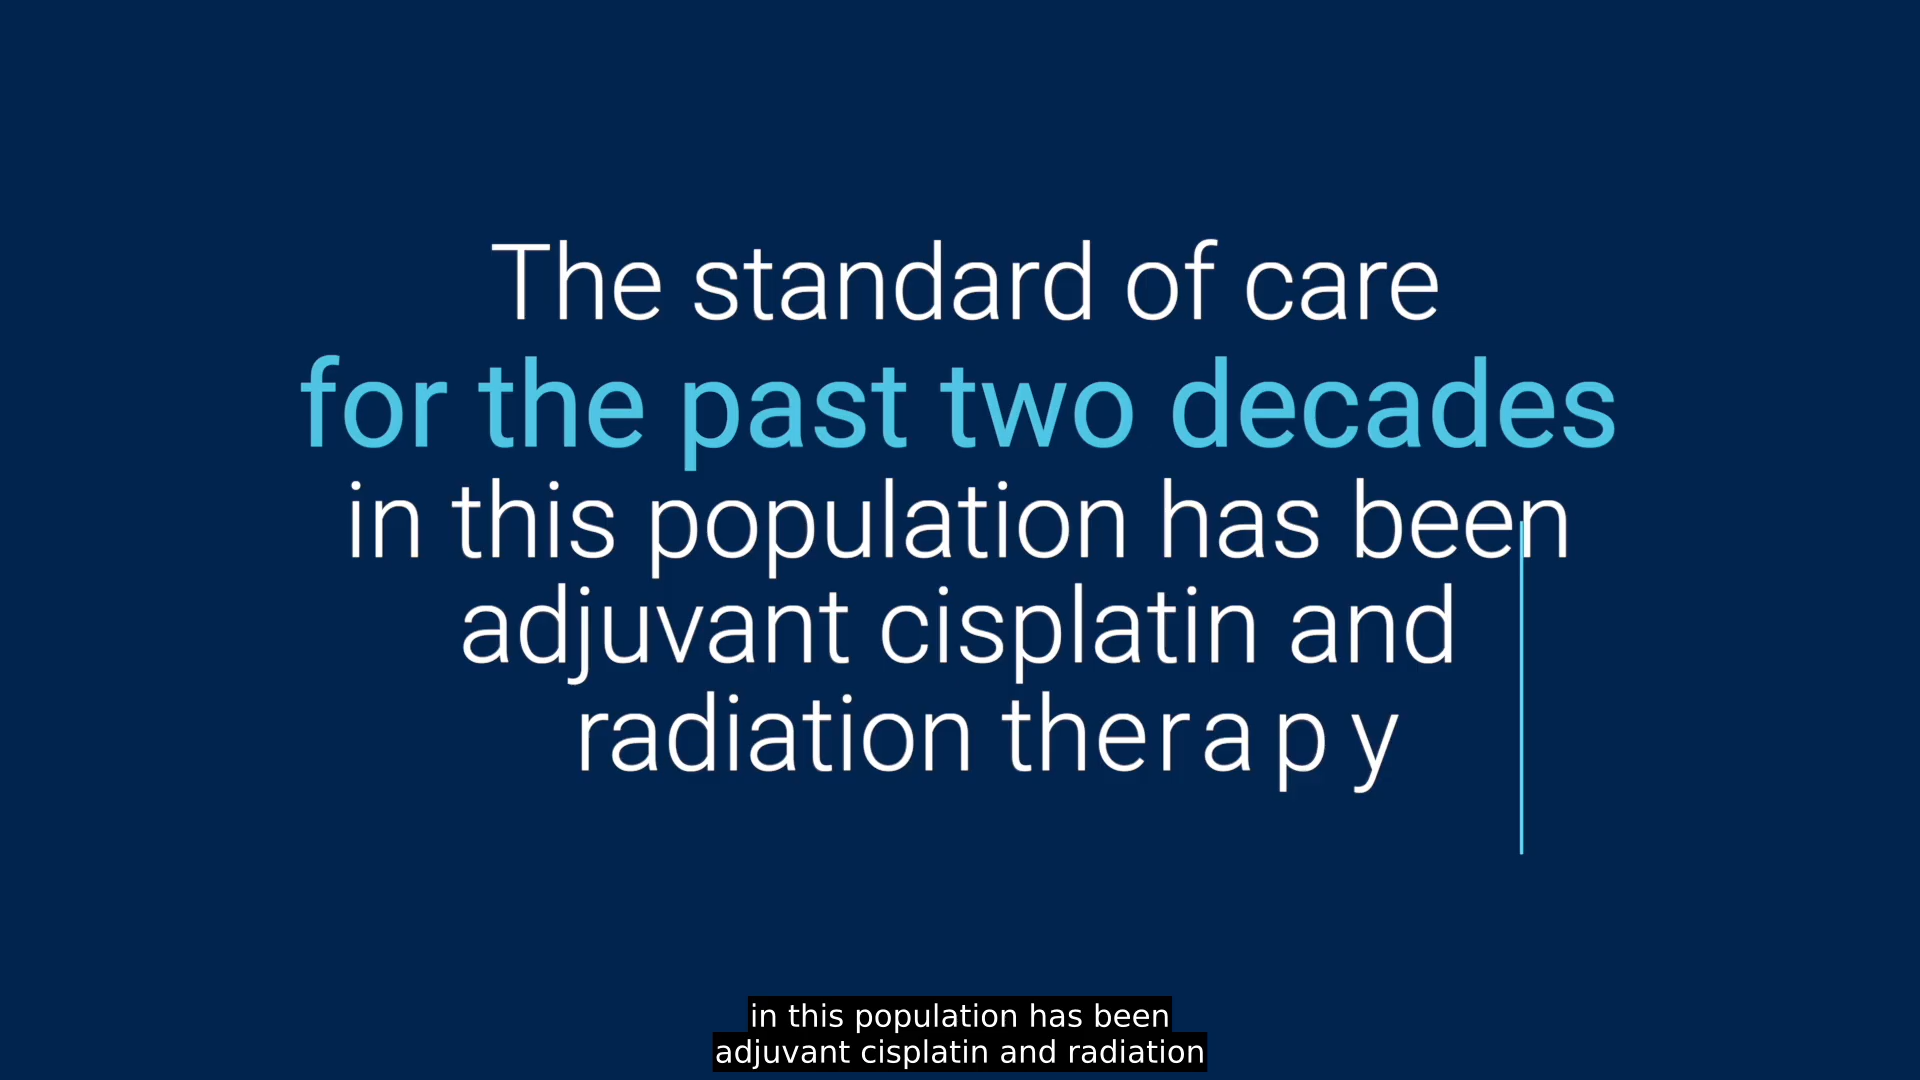 The standard of care
for the past two decades
in this population has been
adjuvant cisplatin and
radiation therapy
in this population has been
adjuvant cisplatin and radiation